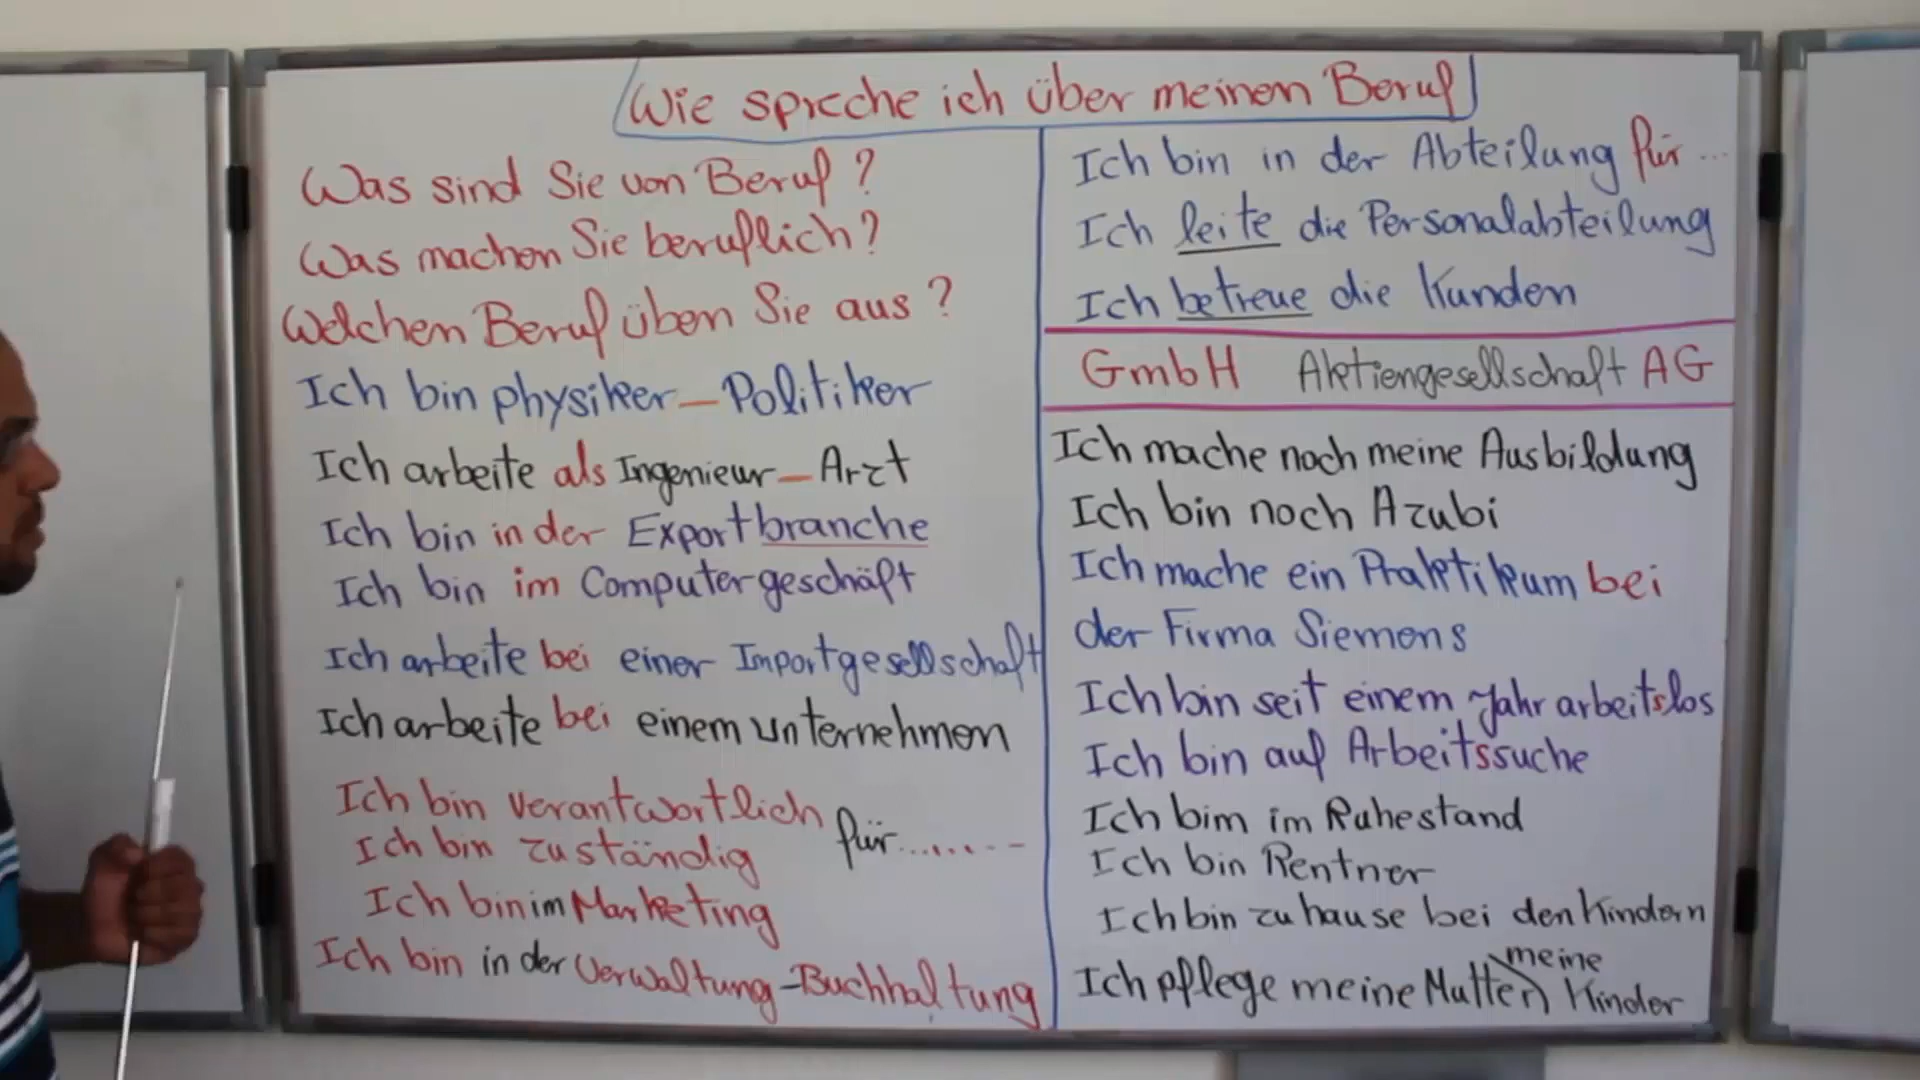 Wie spreche ich über meinen Beruf
Was sind Sie von Beruf ?
Was machen Sie beruflich ?
Welchen Beruf üben Sie aus ?
Ich bin physiker – Politiker
Ich arbeite als Ingenieur – Arzt
Ich bin in der Exportbranche
Ich bin im Computergeschäft
Ich arbeite bei einer Importgesellschaft
Ich arbeite bei einem unternehmen
Ich bin verantwortlich
Ich bin zuständig
für........
Ich bin im Marketing
Ich bin in der Verwaltung – Buchhaltung
Ich bin in der Abteilung für ...
Ich leite die Personalabteilung
Ich betreue die Kunden
GmbH Aktiengesellschaft AG
Ich mache noch meine Ausbildung
Ich bin noch Azubi
Ich mache ein Praktikum bei
der Firma Siemens
Ich bin seit einem Jahr arbeitslos
Ich bin auf Arbeitssuche
Ich bim im Ruhestand
Ich bin Rentner
Ich bin zu hause bei den Kindern
Ich pflege meine Mutter, meine
Kinder